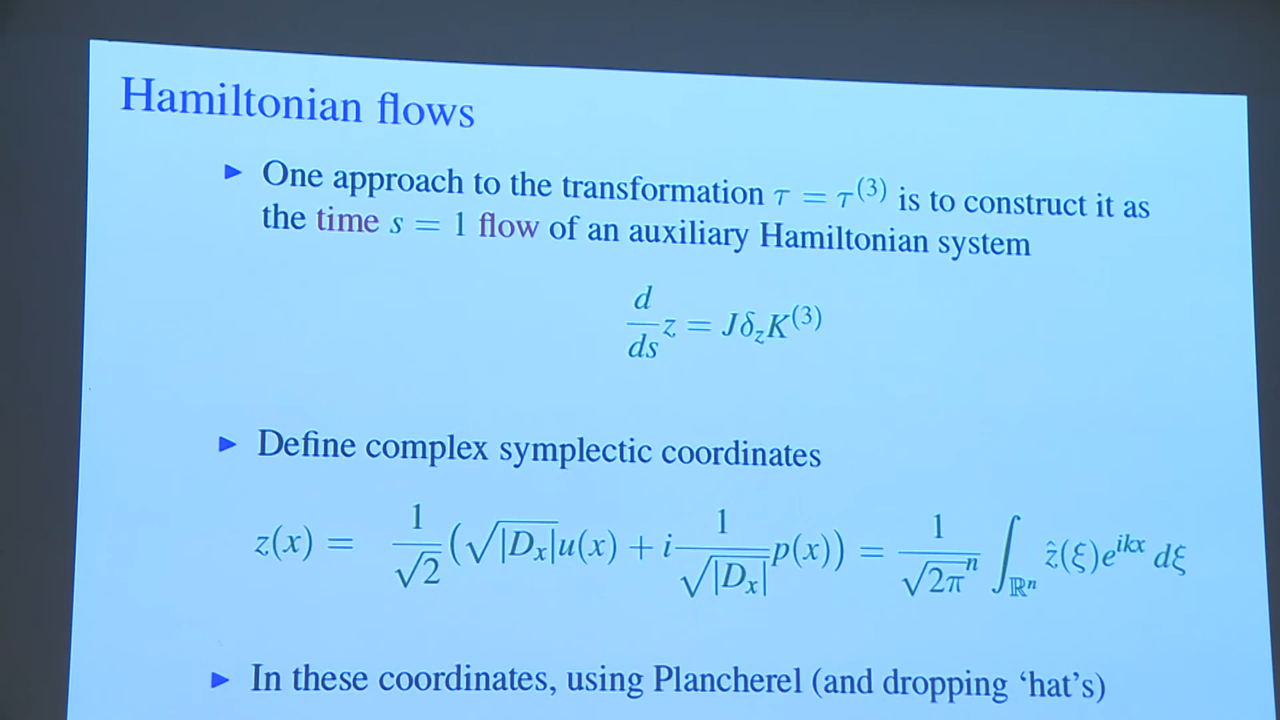 Hamiltonian flows
▶ One approach to the transformation τ = τ⁽³⁾ is to construct it as
the time s = 1 flow of an auxiliary Hamiltonian system
d/ds z = Jδ_z K⁽³⁾
▶ Define complex symplectic coordinates
z(x) = 1/√2 (√|D_x| u(x) + i 1/√|D_x| p(x)) = 1/√2π^n ∫_ℝⁿ ẑ(ξ)e^{ikx} dξ
▶ In these coordinates, using Plancherel (and dropping ‘hat’s)